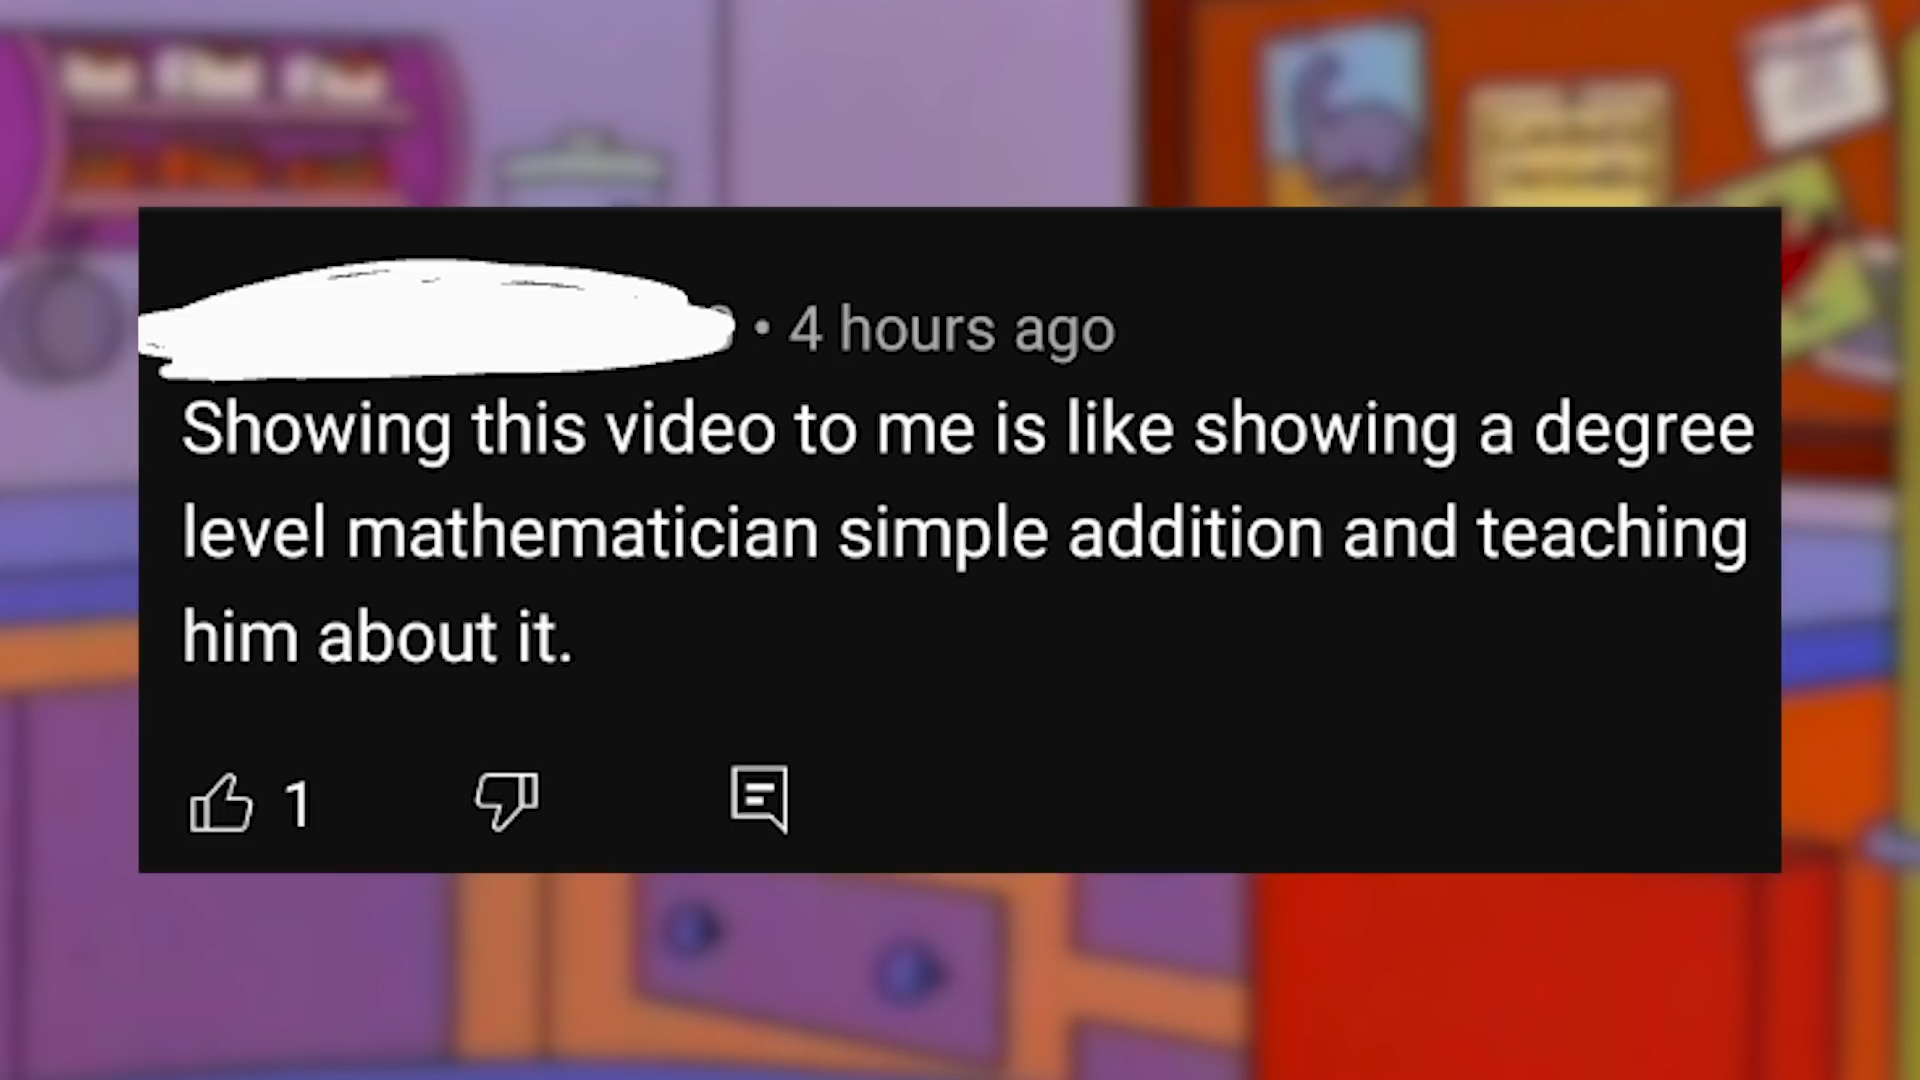 • 4 hours ago
Showing this video to me is like showing a degree
level mathematician simple addition and teaching
him about it.
1